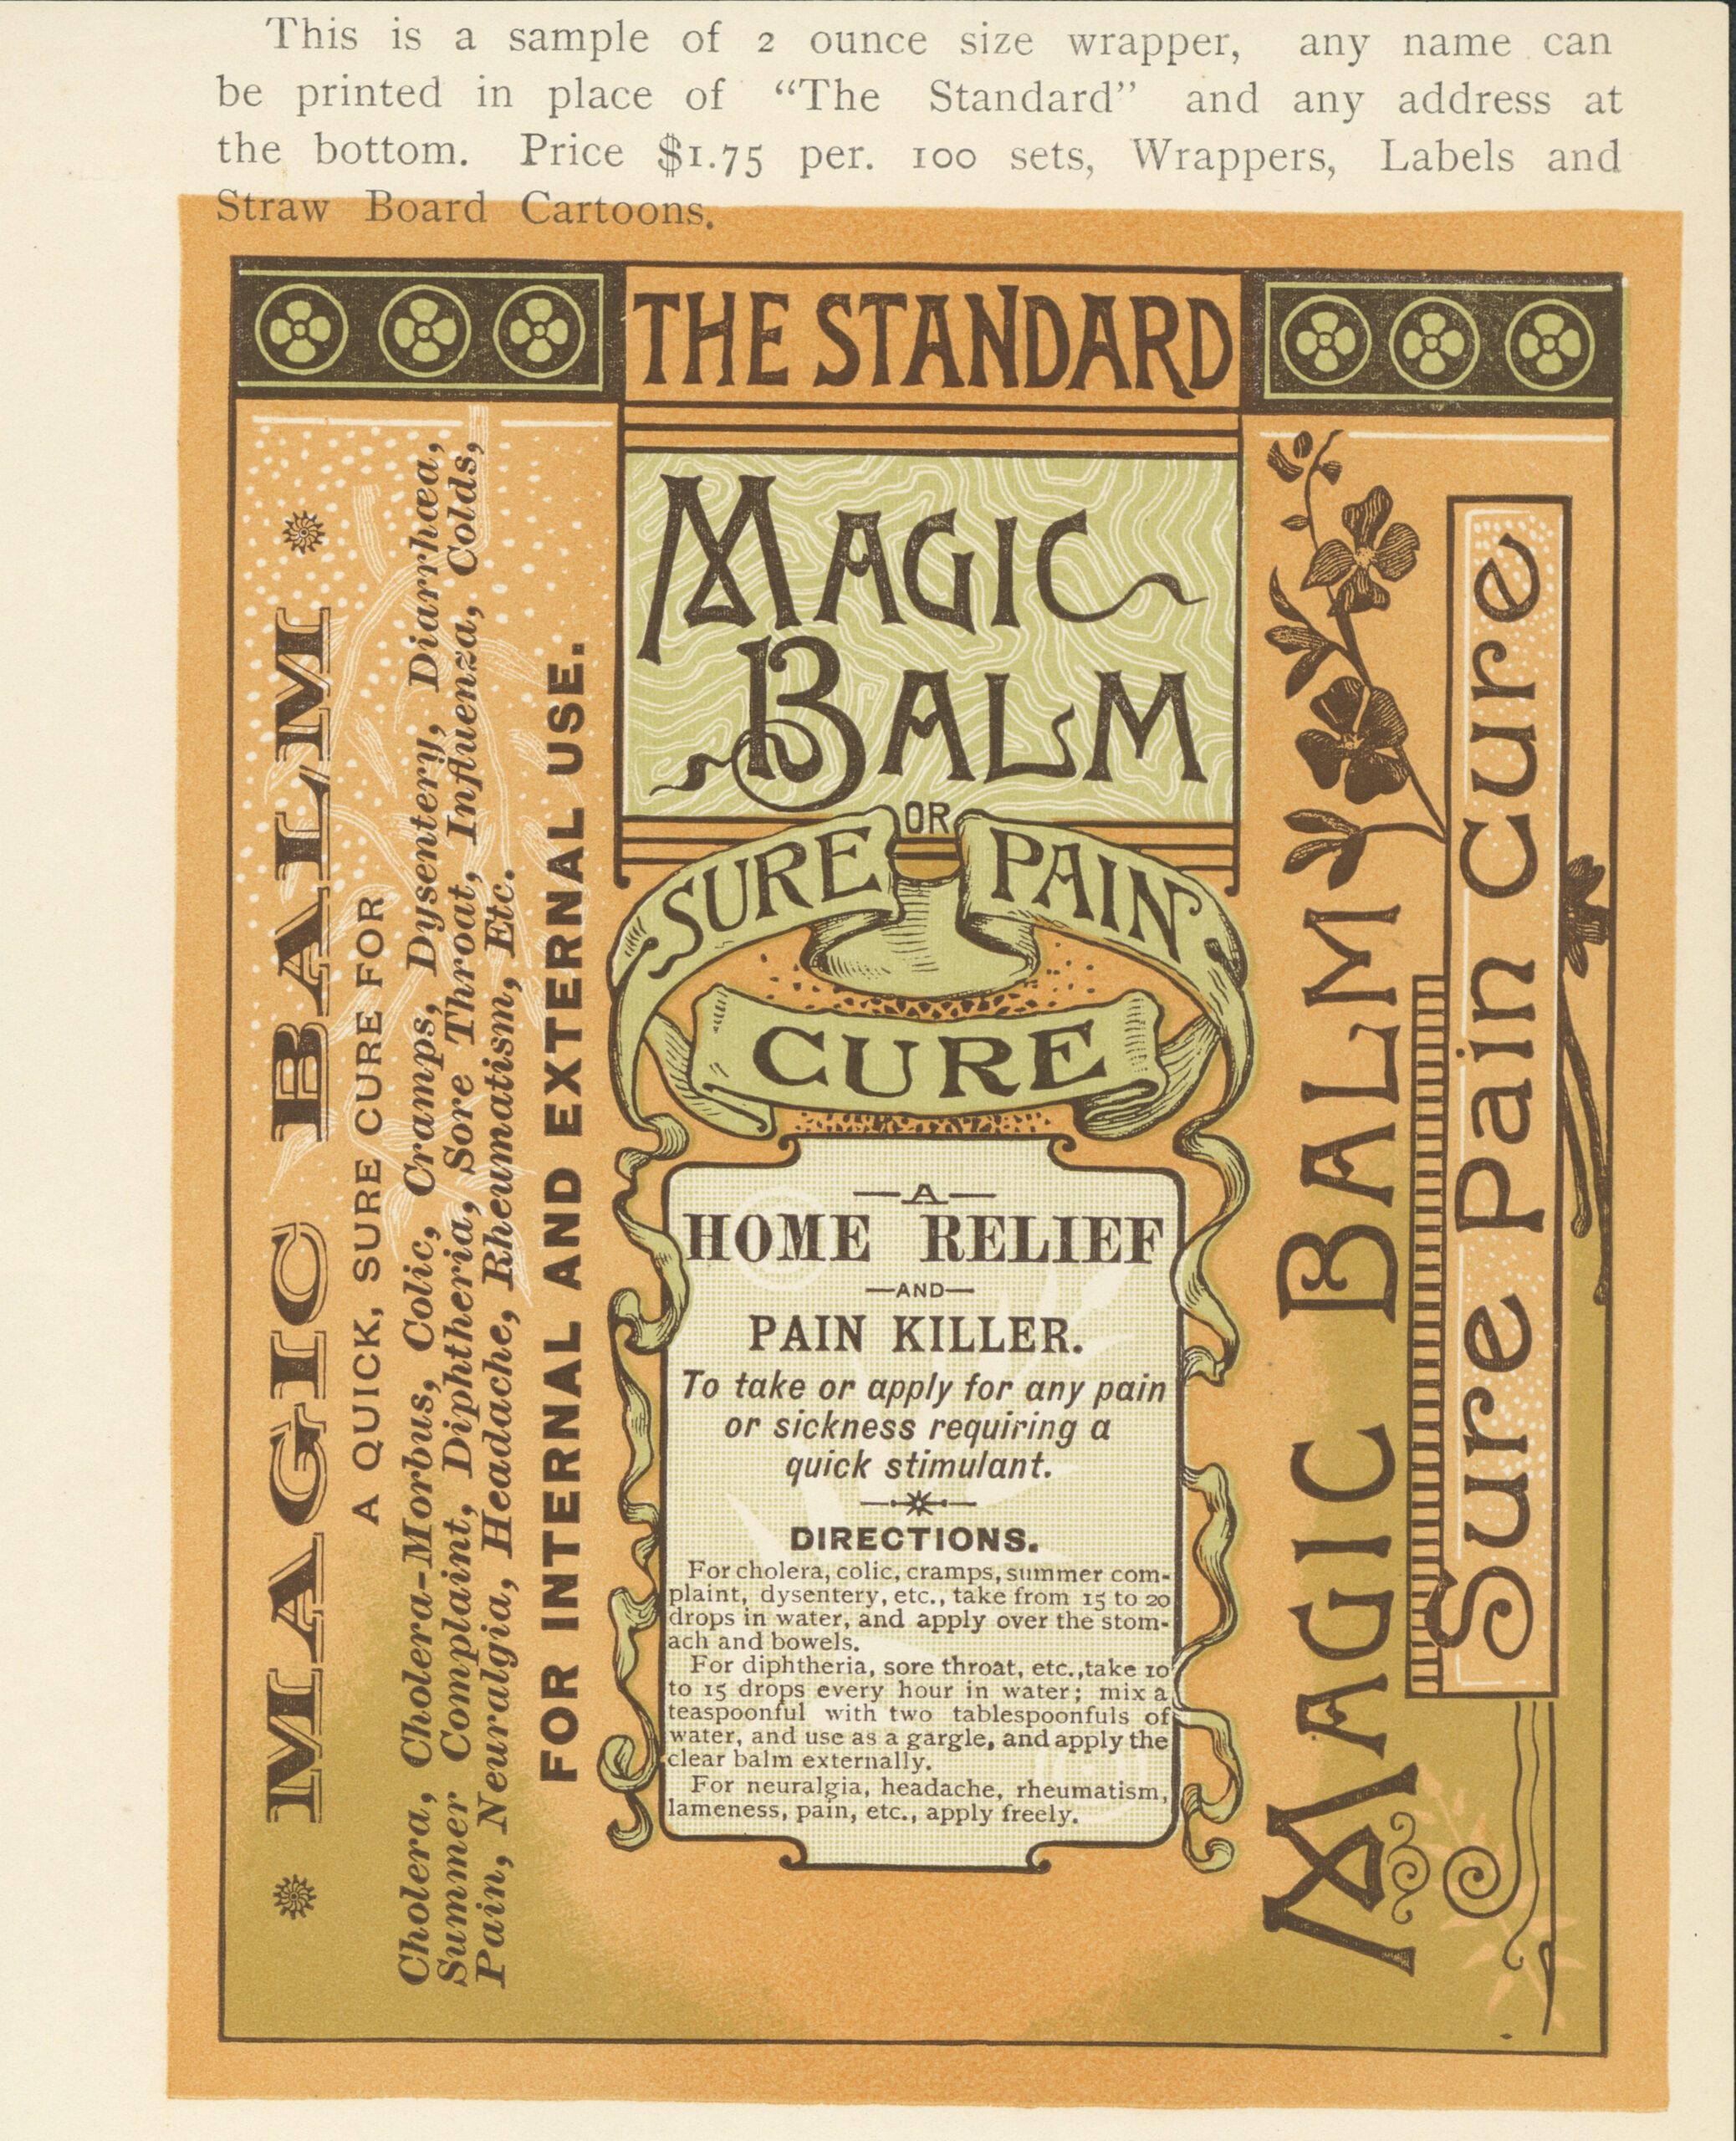 This is a sample of 2 ounce size wrapper, any name can
be printed in place of “The Standard” and any address at
the bottom. Price $1.75 per. 100 sets, Wrappers, Labels and
Straw Board Cartoons.
MAGIC BALM
A QUICK, SURE CURE FOR
Cholera, Cholera-Morbus, Colic, Cramps, Dysentery, Diarrhœa,
Summer Complaint, Diphtheria, Sore Throat, Influenza, Colds,
Pain, Neuralgia, Headache, Rheumatism, Etc.
FOR INTERNAL AND EXTERNAL USE.
THE STANDARD
MAGIC
BALM
OR
SURE PAIN
CURE
—A—
HOME RELIEF
—AND—
PAIN KILLER.
To take or apply for any pain
or sickness requiring a
quick stimulant.
DIRECTIONS.
For cholera, colic, cramps, summer com-
plaint, dysentery, etc., take from 15 to 20
drops in water, and apply over the stom-
ach and bowels.
For diphtheria, sore throat, etc., take 10
to 15 drops every hour in water; mix a
teaspoonful with two tablespoonfuls of
water, and use as a gargle, and apply the
clear balm externally.
For neuralgia, headache, rheumatism,
lameness, pain, etc., apply freely.
MAGIC BALM
Sure Pain Cure